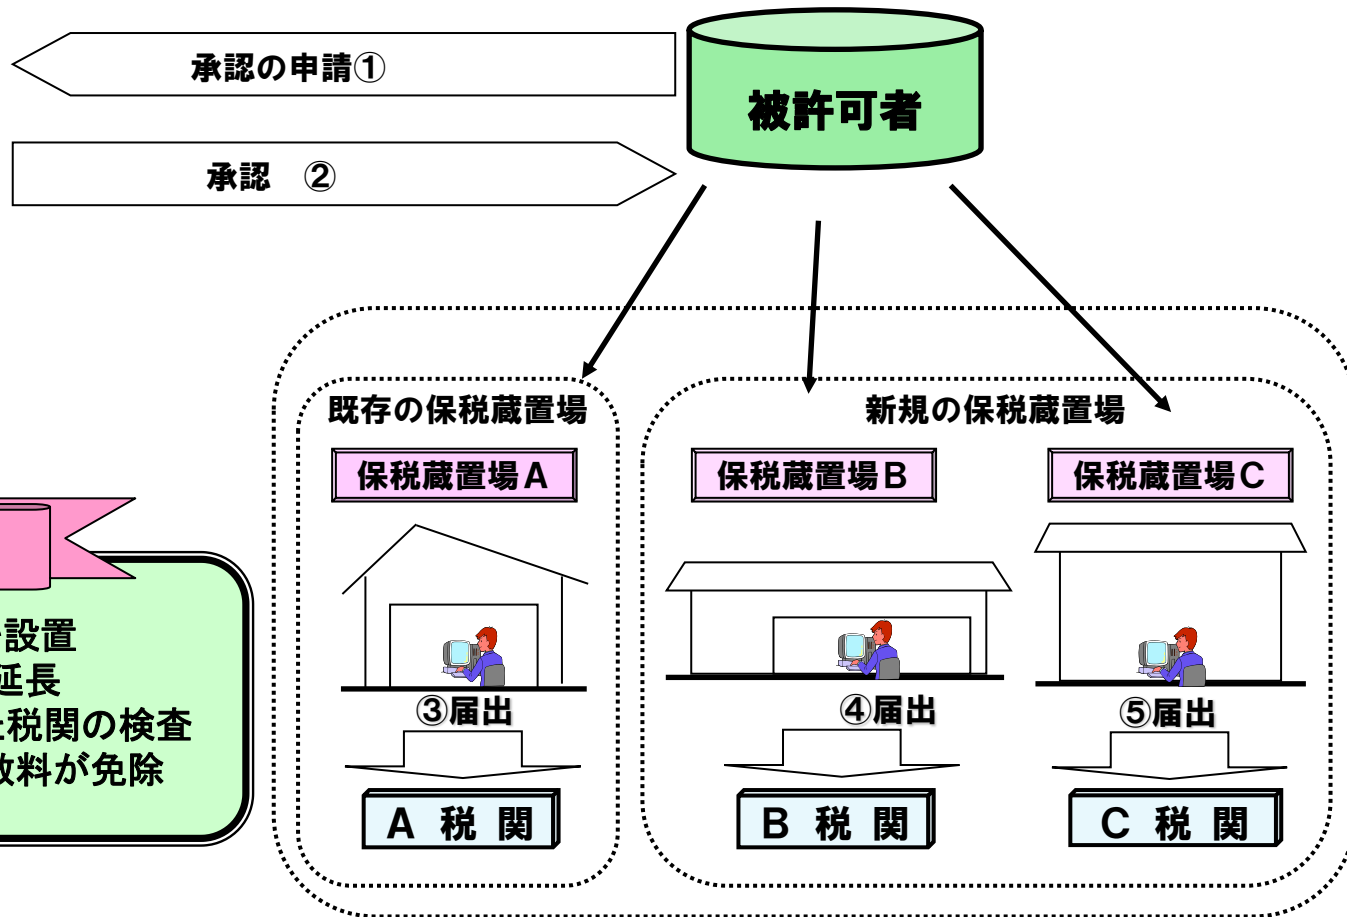 承認の申請①
被許可者
承認　②
既存の保税蔵置場
新規の保税蔵置場
保税蔵置場A
保税蔵置場B
保税蔵置場C
設置
延長
税関の検査
料が免除
③届出
④届出
⑤届出
A 税 関
B 税 関
C 税 関